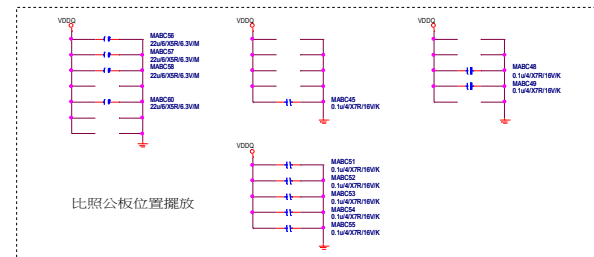 VDDQ
MABC56
22u/6/X5R/6.3V/M
MABC57
22u/6/X5R/6.3V/M
MABC58
22u/6/X5R/6.3V/M
MABC60
22u/6/X5R/6.3V/M
VDDQ
MABC45
0.1u/4/X7R/16V/K
VDDQ
MABC48
0.1u/4/X7R/16V/K
MABC49
0.1u/4/X7R/16V/K
VDDQ
MABC51
0.1u/4/X7R/16V/K
MABC52
0.1u/4/X7R/16V/K
MABC53
0.1u/4/X7R/16V/K
MABC54
0.1u/4/X7R/16V/K
MABC55
0.1u/4/X7R/16V/K
比照公板位置擺放